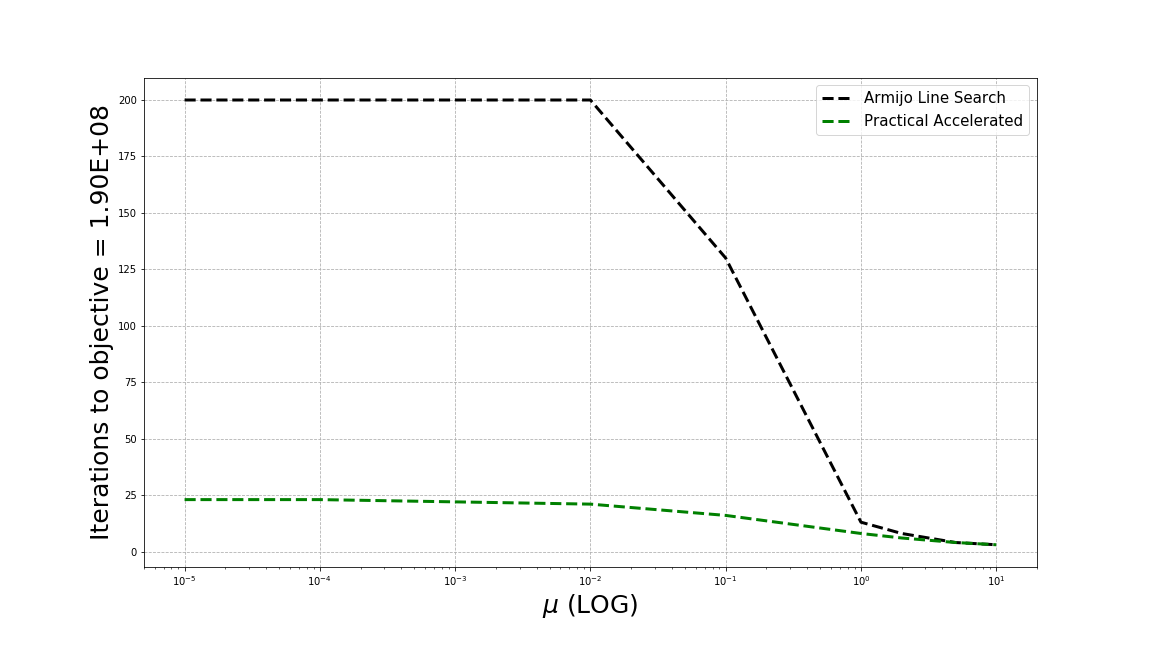 Armijo Line Search
Practical Accelerated
Iterations to objective = 1.90E+08
200
175
150
125
100
75
50
25
0
10⁻⁵ 10⁻⁴ 10⁻³ 10⁻² 10⁻¹ 10⁰ 10¹
μ (LOG)